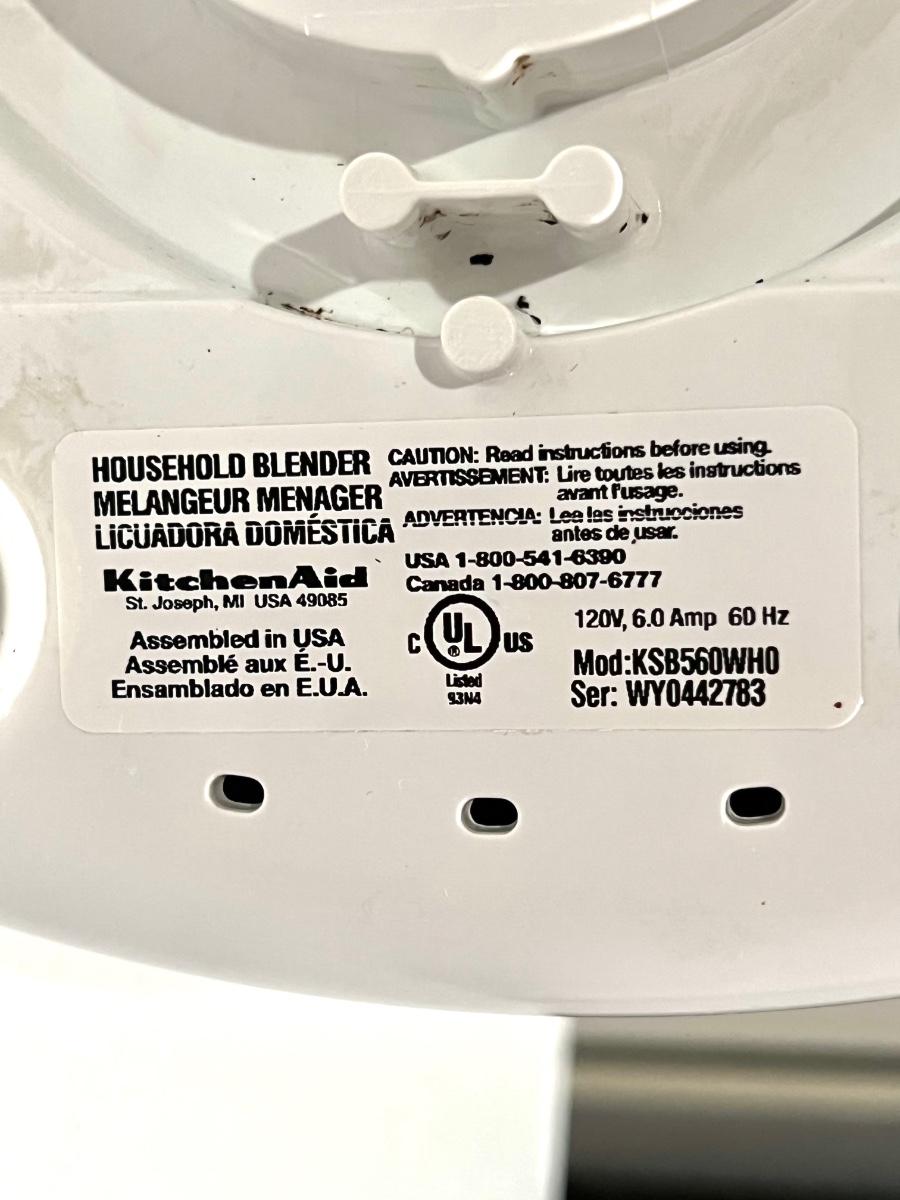 HOUSEHOLD BLENDER
MELANGEUR MENAGER
LICUADORA DOMÉSTICA
KitchenAid
St. Joseph, MI USA 49085
Assembled in USA
Assemblé aux É.-U.
Ensamblado en E.U.A.
CAUTION: Read instructions before using.
AVERTISSEMENT: Lire toutes les instructions
avant l'usage.
ADVERTENCIA: Lea las instrucciones
antes de usar.
USA 1-800-541-6390
Canada 1-800-807-6777
C UL ® US
Listed
93N4
120V, 6.0 Amp 60 Hz
Mod:KSB560WH0
Ser: WY0442783